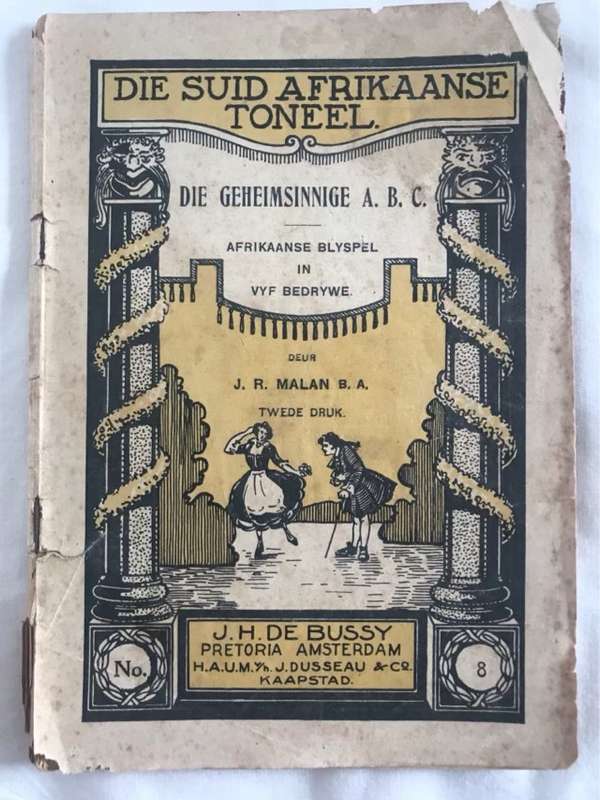 DIE SUID AFRIKAANSE
TONEEL.
DIE GEHEIMSINNIGE A. B. C.
AFRIKAANSE BLYSPEL
IN
VYF BEDRYWE.
DEUR
J. R. MALAN B. A.
TWEDE DRUK.
J. H. DE BUSSY
PRETORIA AMSTERDAM
H.A.U.M. V/h. J. DUSSEAU & Co.
KAAPSTAD.
No. 8